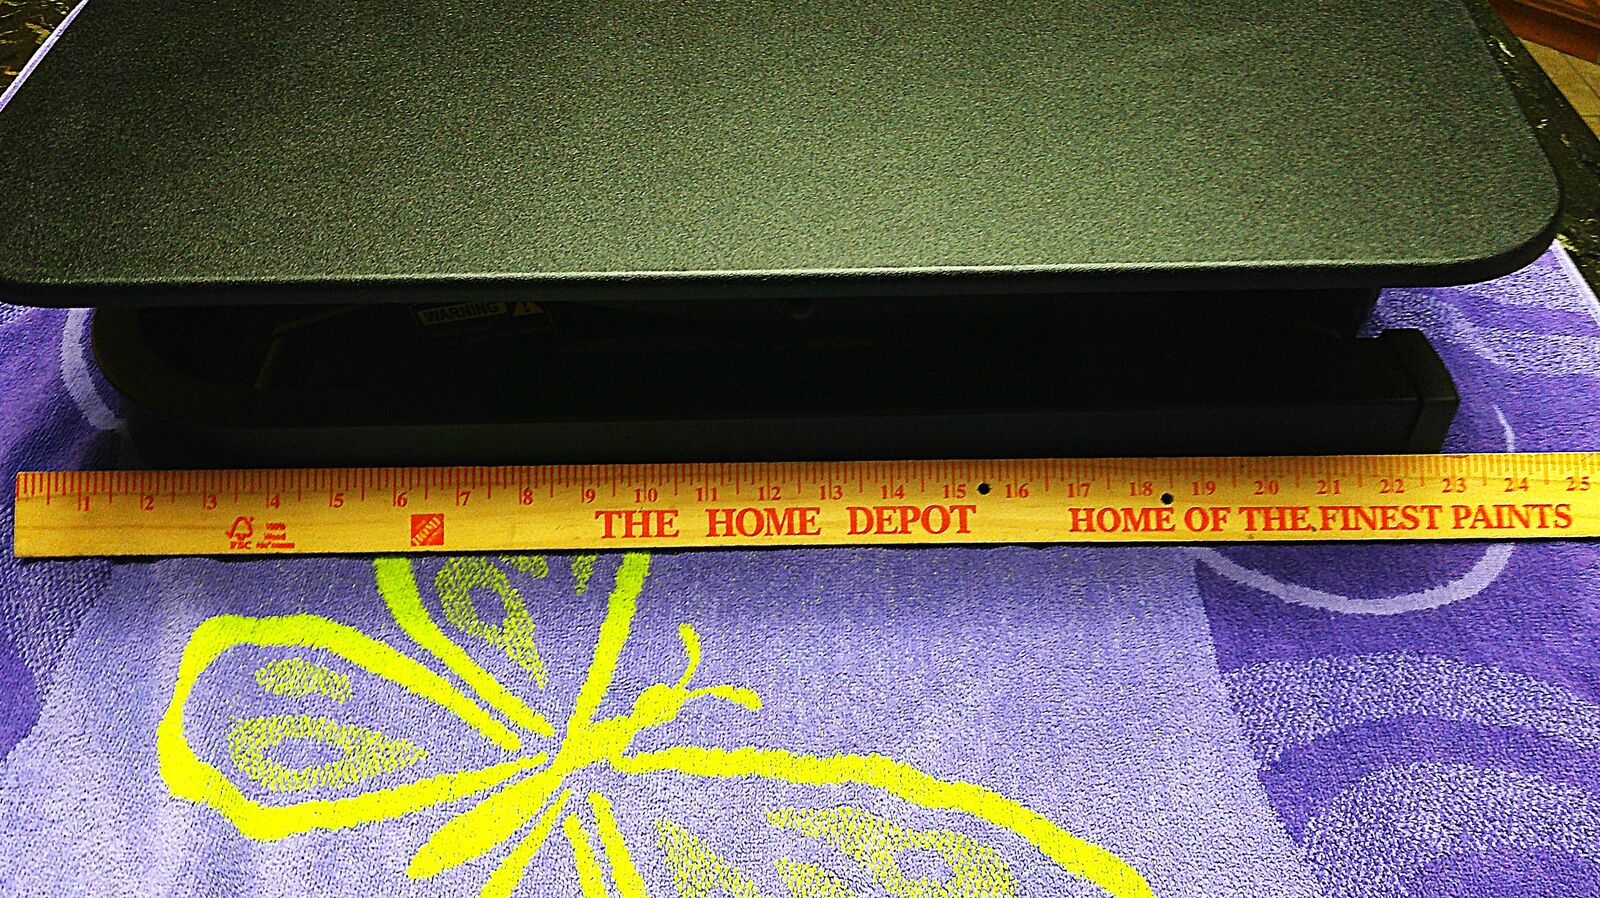 WARNING
1 2 3 4 5 6 7 8 9 10 11 12 13 14 15 16 17 18 19 20 21 22 23 24 25
FSC THE HOME DEPOT HOME OF THE FINEST PAINTS